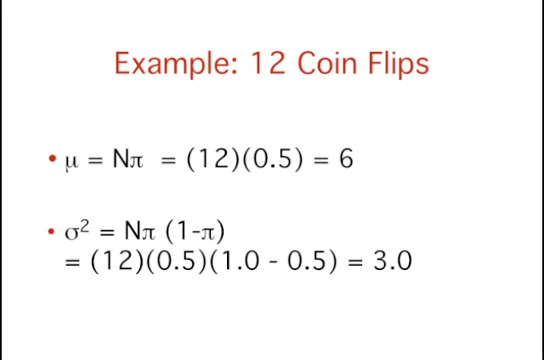 Example: 12 Coin Flips
• μ = Nπ = (12)(0.5) = 6
• σ² = Nπ (1-π)
= (12)(0.5)(1.0 - 0.5) = 3.0